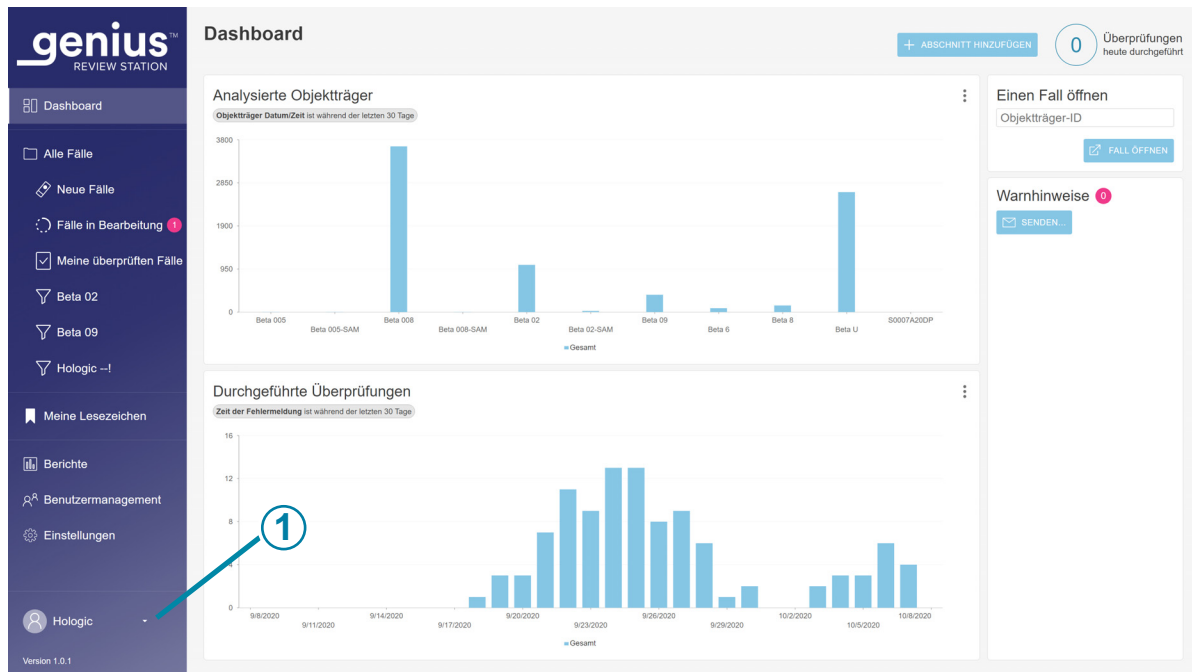 genius™
REVIEW STATION
Dashboard
Alle Fälle
Neue Fälle
Fälle in Bearbeitung 1
Meine überprüften Fälle
Beta 02
Beta 09
Hologic --!
Meine Lesezeichen
Berichte
Benutzermanagement
Einstellungen
Hologic
Version 1.0.1
Dashboard
+ ABSCHNITT HINZUFÜGEN
0
Überprüfungen
heute durchgeführt
Analysierte Objektträger
Objektträger Datum/Zeit ist während der letzten 30 Tage
3800
2850
1900
950
0
Beta 005
Beta 005-SAM
Beta 008
Beta 008-SAM
Beta 02
Beta 02-SAM
Beta 09
Beta 6
Beta 8
Beta U
S0007A20DP
Gesamt
Durchgeführte Überprüfungen
Zeit der Fehlermeldung ist während der letzten 30 Tage
16
12
8
4
0
9/8/2020
9/11/2020
9/14/2020
9/17/2020
9/20/2020
9/23/2020
9/26/2020
9/29/2020
10/2/2020
10/5/2020
10/8/2020
Gesamt
1
Einen Fall öffnen
Objektträger-ID
FALL ÖFFNEN
Warnhinweise 0
SENDEN...